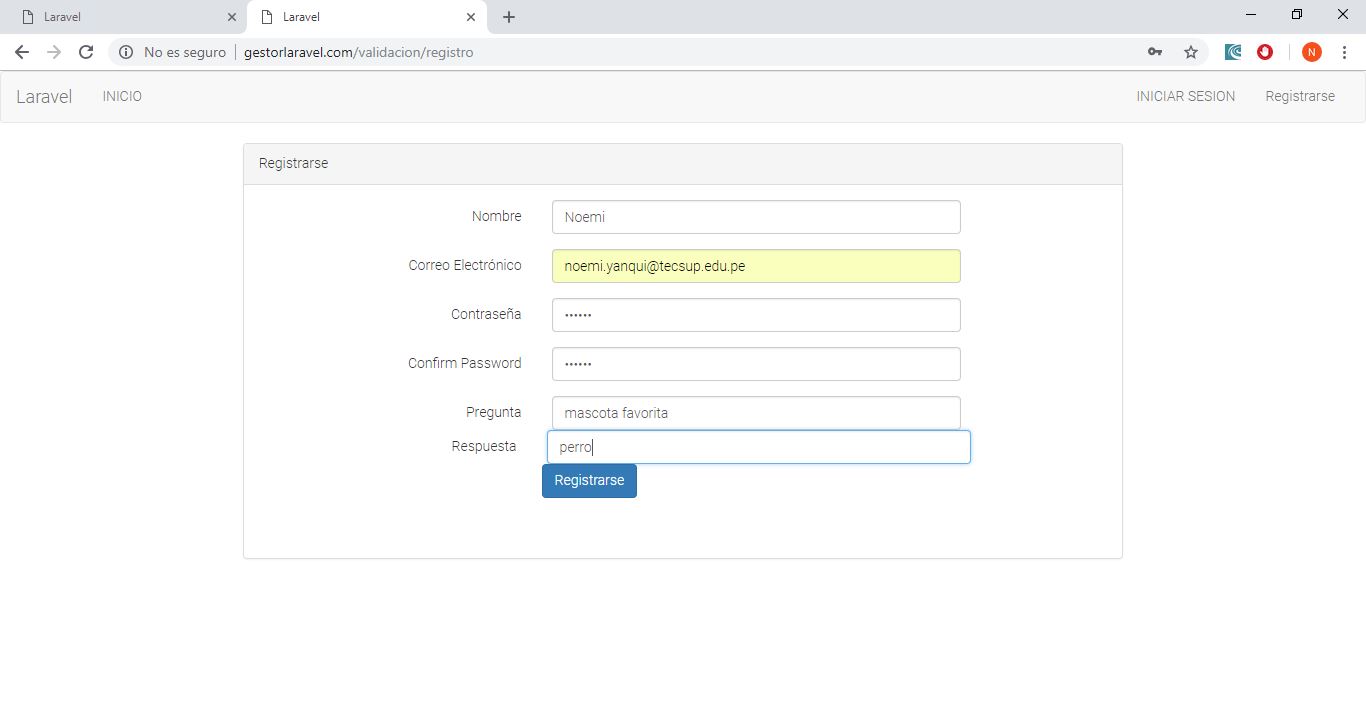 Laravel
Laravel
No es seguro
gestorlaravel.com/validacion/registro
N
Laravel
INICIO
INICIAR SESION
Registrarse
Registrarse
Nombre
Noemi
Correo Electrónico
noemi.yanqui@tecsup.edu.pe
Contraseña
••••••
Confirm Password
••••••
Pregunta
mascota favorita
Respuesta
perro
Registrarse